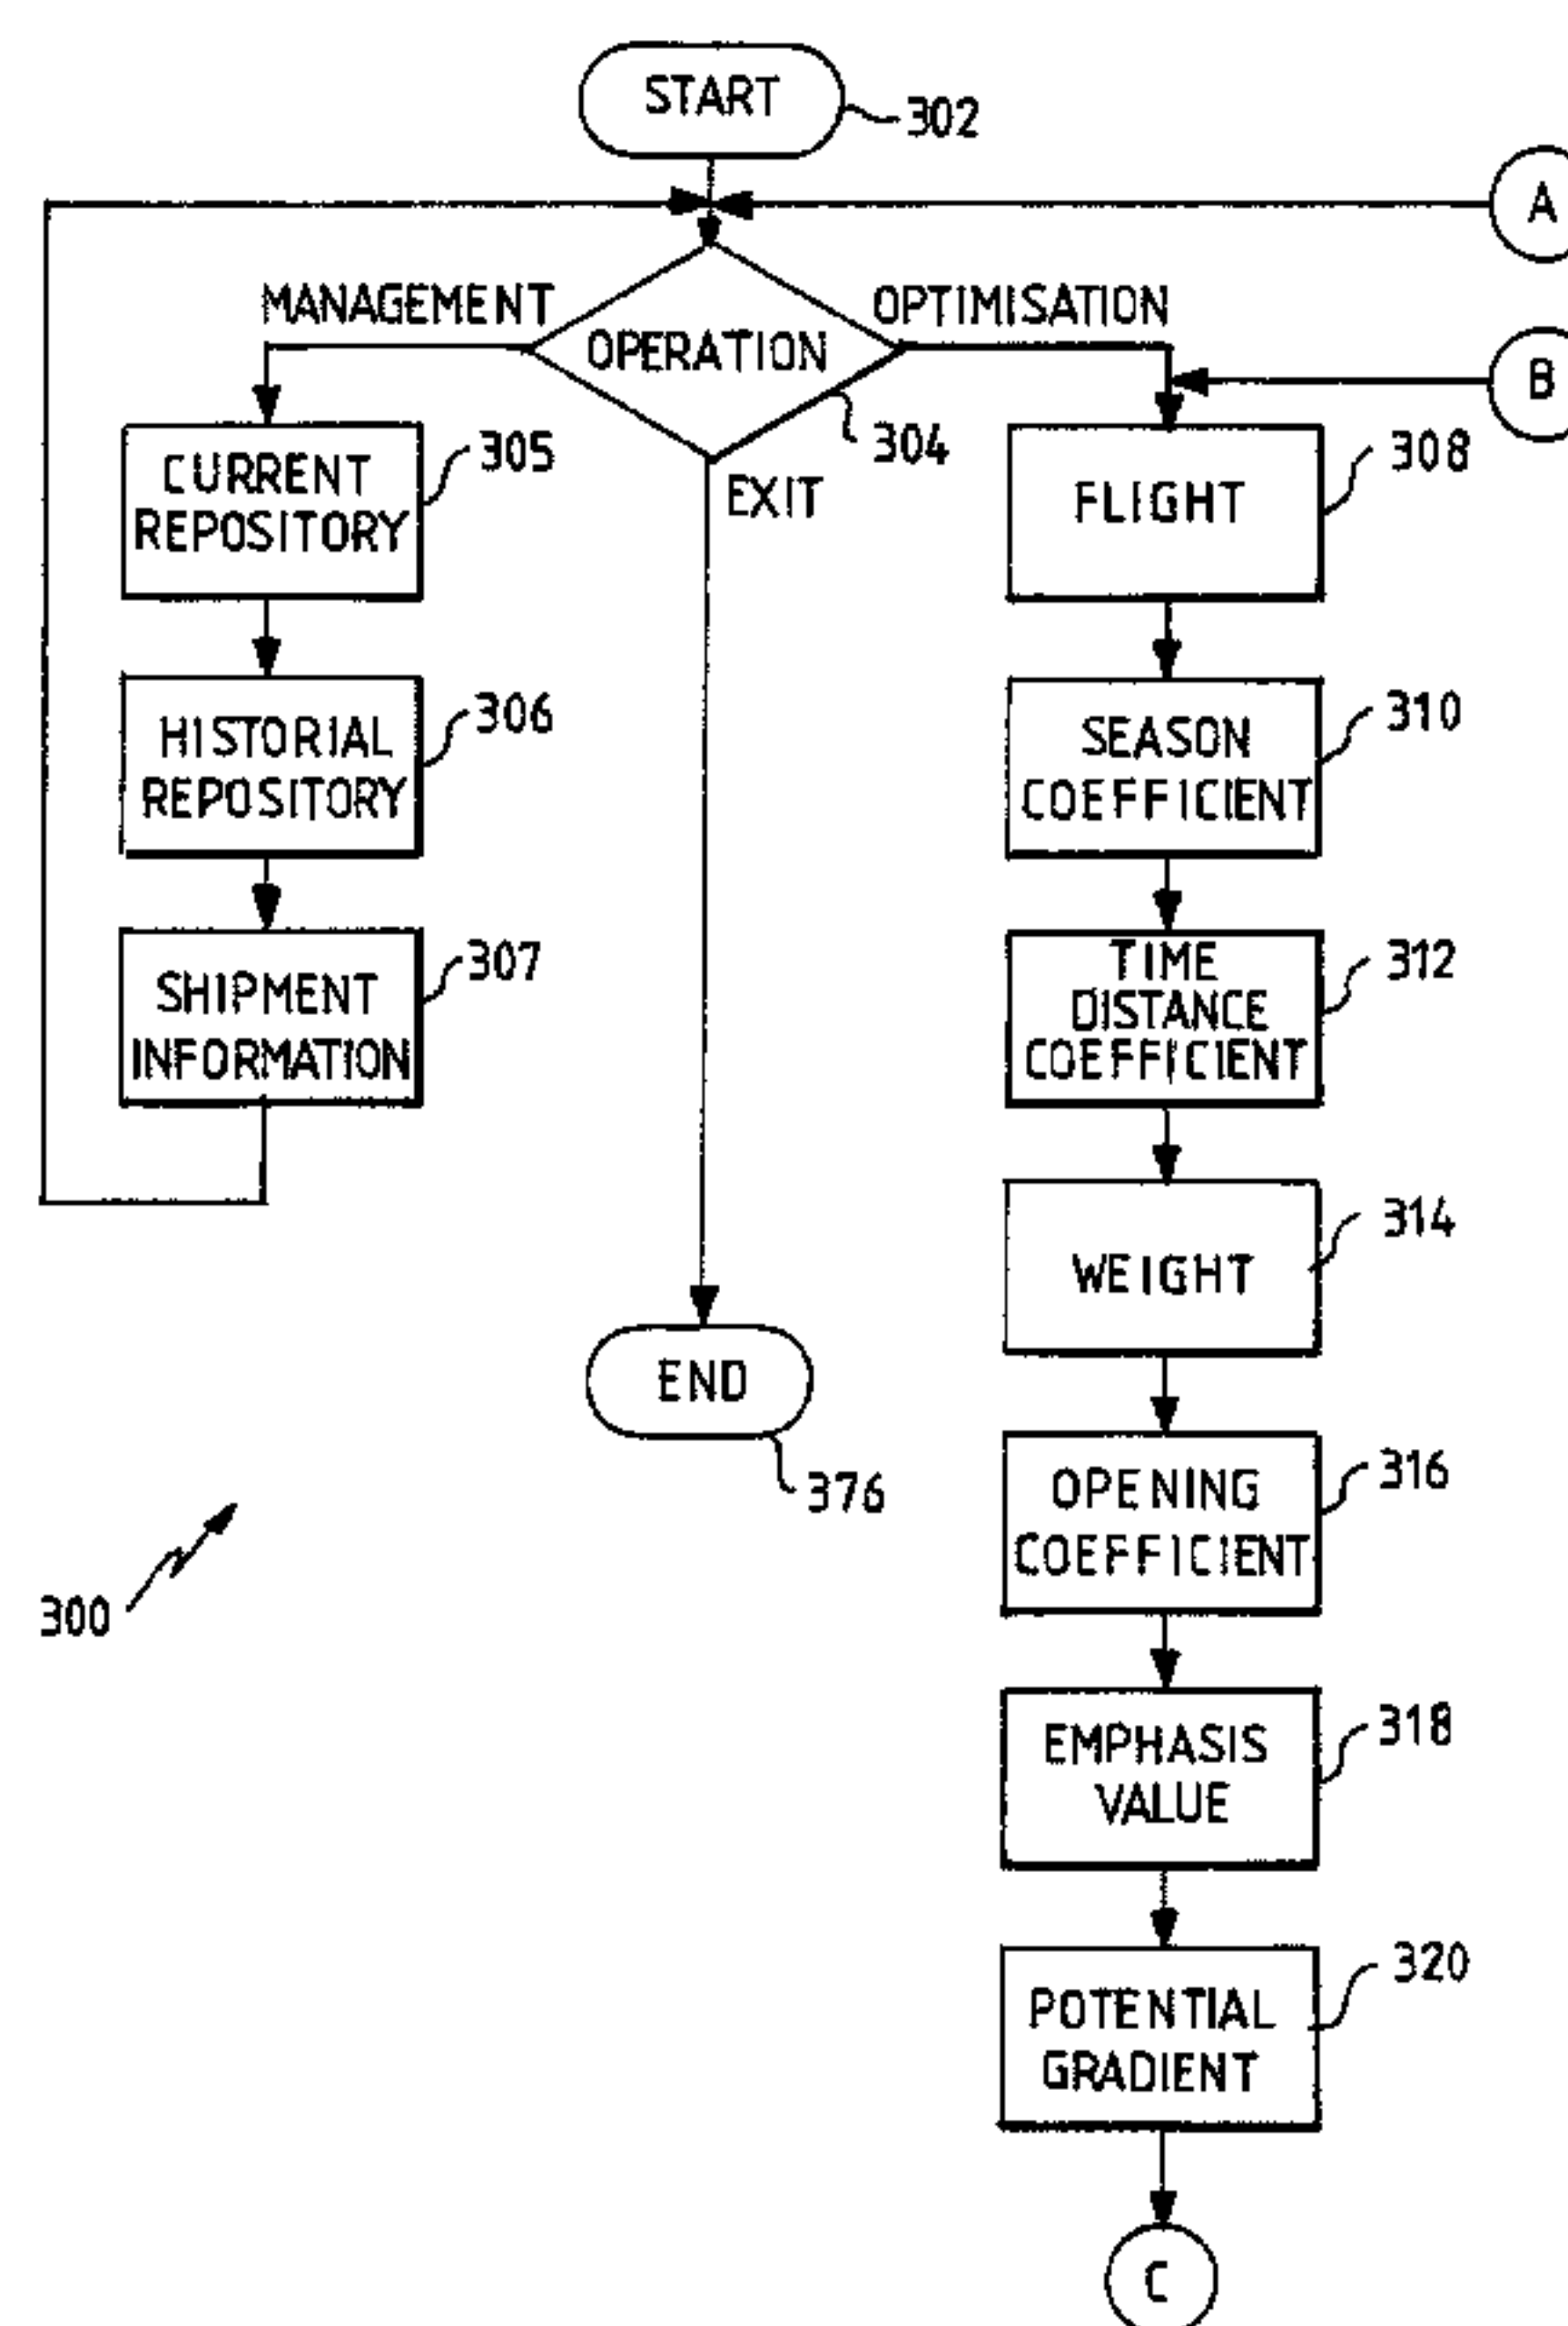 START
302
A
MANAGEMENT
OPERATION
OPTIMISATION
B
304
EXIT
CURRENT
REPOSITORY
305
FLIGHT
308
HISTORIAL
REPOSITORY
306
SEASON
COEFFICIENT
310
SHIPMENT
INFORMATION
307
TIME
DISTANCE
COEFFICIENT
312
WEIGHT
314
END
376
OPENING
COEFFICIENT
316
300
EMPHASIS
VALUE
318
POTENTIAL
GRADIENT
320
C